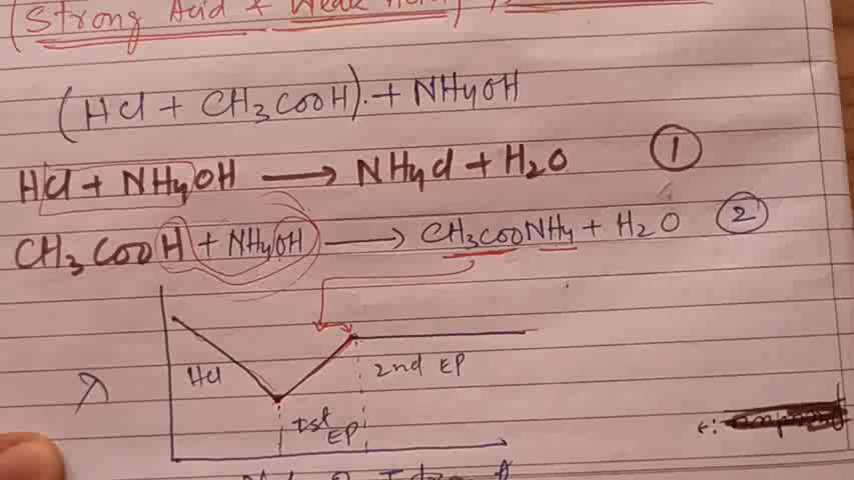 (Strong Acid + Weak Acid)
(HCl + CH3COOH). + NH4OH
HCl + NH4OH ⟶ NH4Cl + H2O ①
CH3COOH + NH4OH ⟶ CH3COONH4 + H2O ②
HCl
2nd EP
λ
1st EP